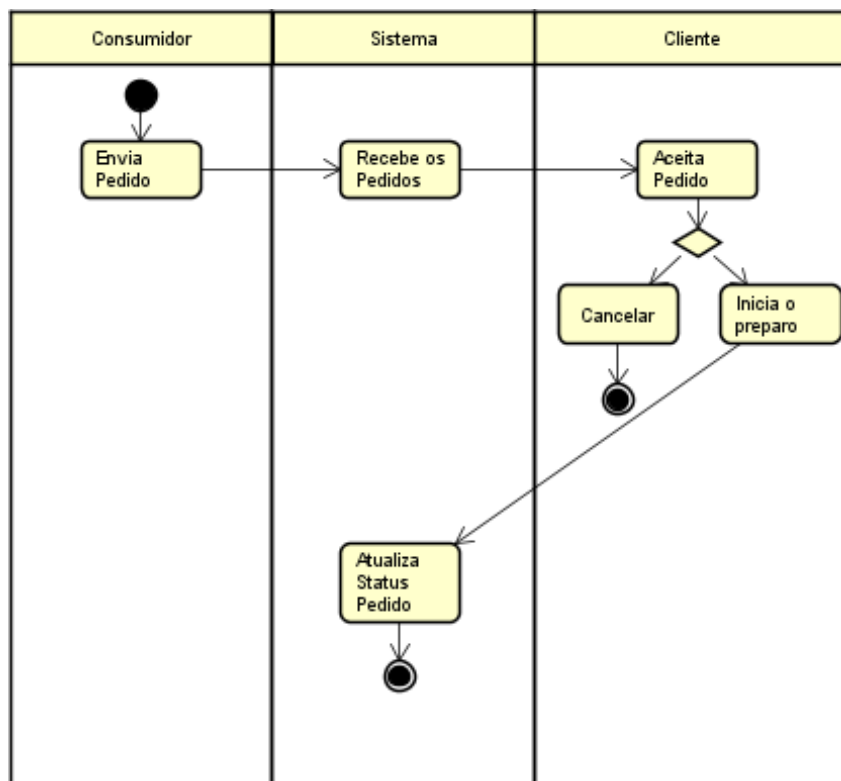 Consumidor
Sistema
Cliente
Envia
Pedido
Recebe os
Pedidos
Aceita
Pedido
Cancelar
Inicia o
preparo
Atualiza
Status
Pedido